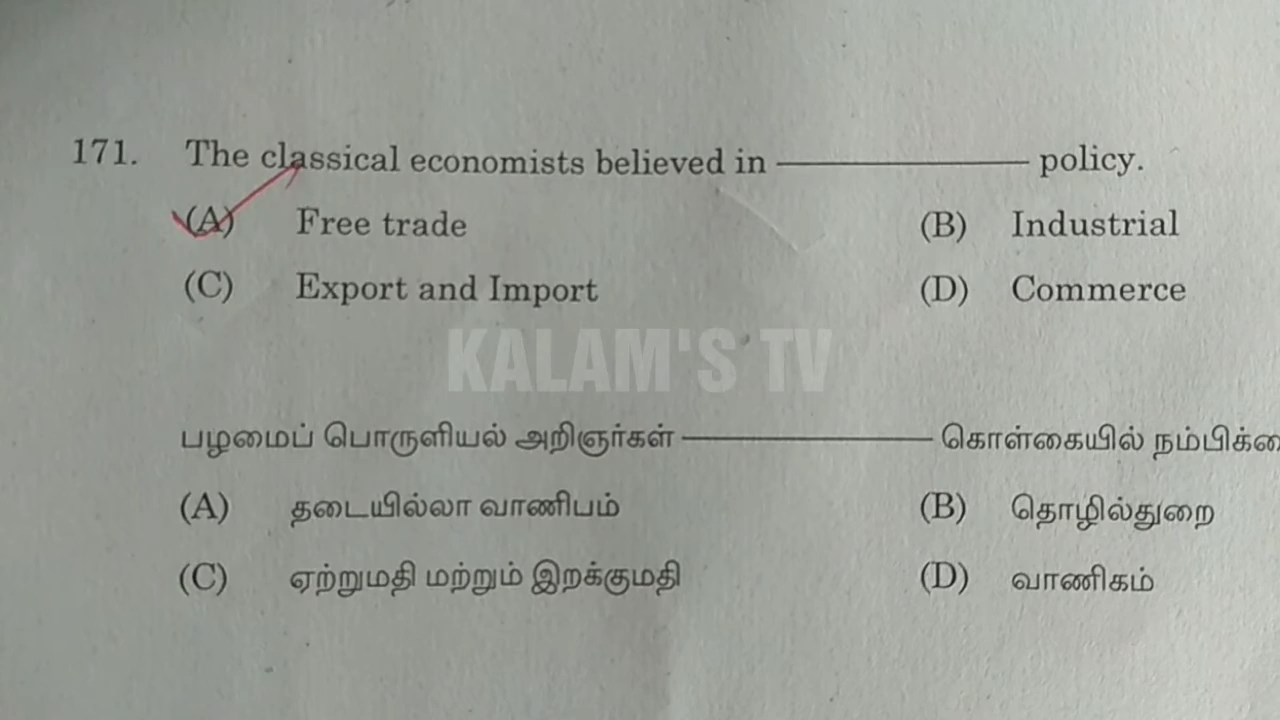 171. The classical economists believed in ———————— policy.
(A) Free trade (B) Industrial
(C) Export and Import (D) Commerce
KALAM'S TV
பழமைப் பொருளியல் அறிஞர்கள் ———————— கொள்கையில்
(A) தடையில்லா வாணிபம் (B) தொழில்துறை
(C) ஏற்றுமதி மற்றும் இறக்குமதி (D) வாணிகம்